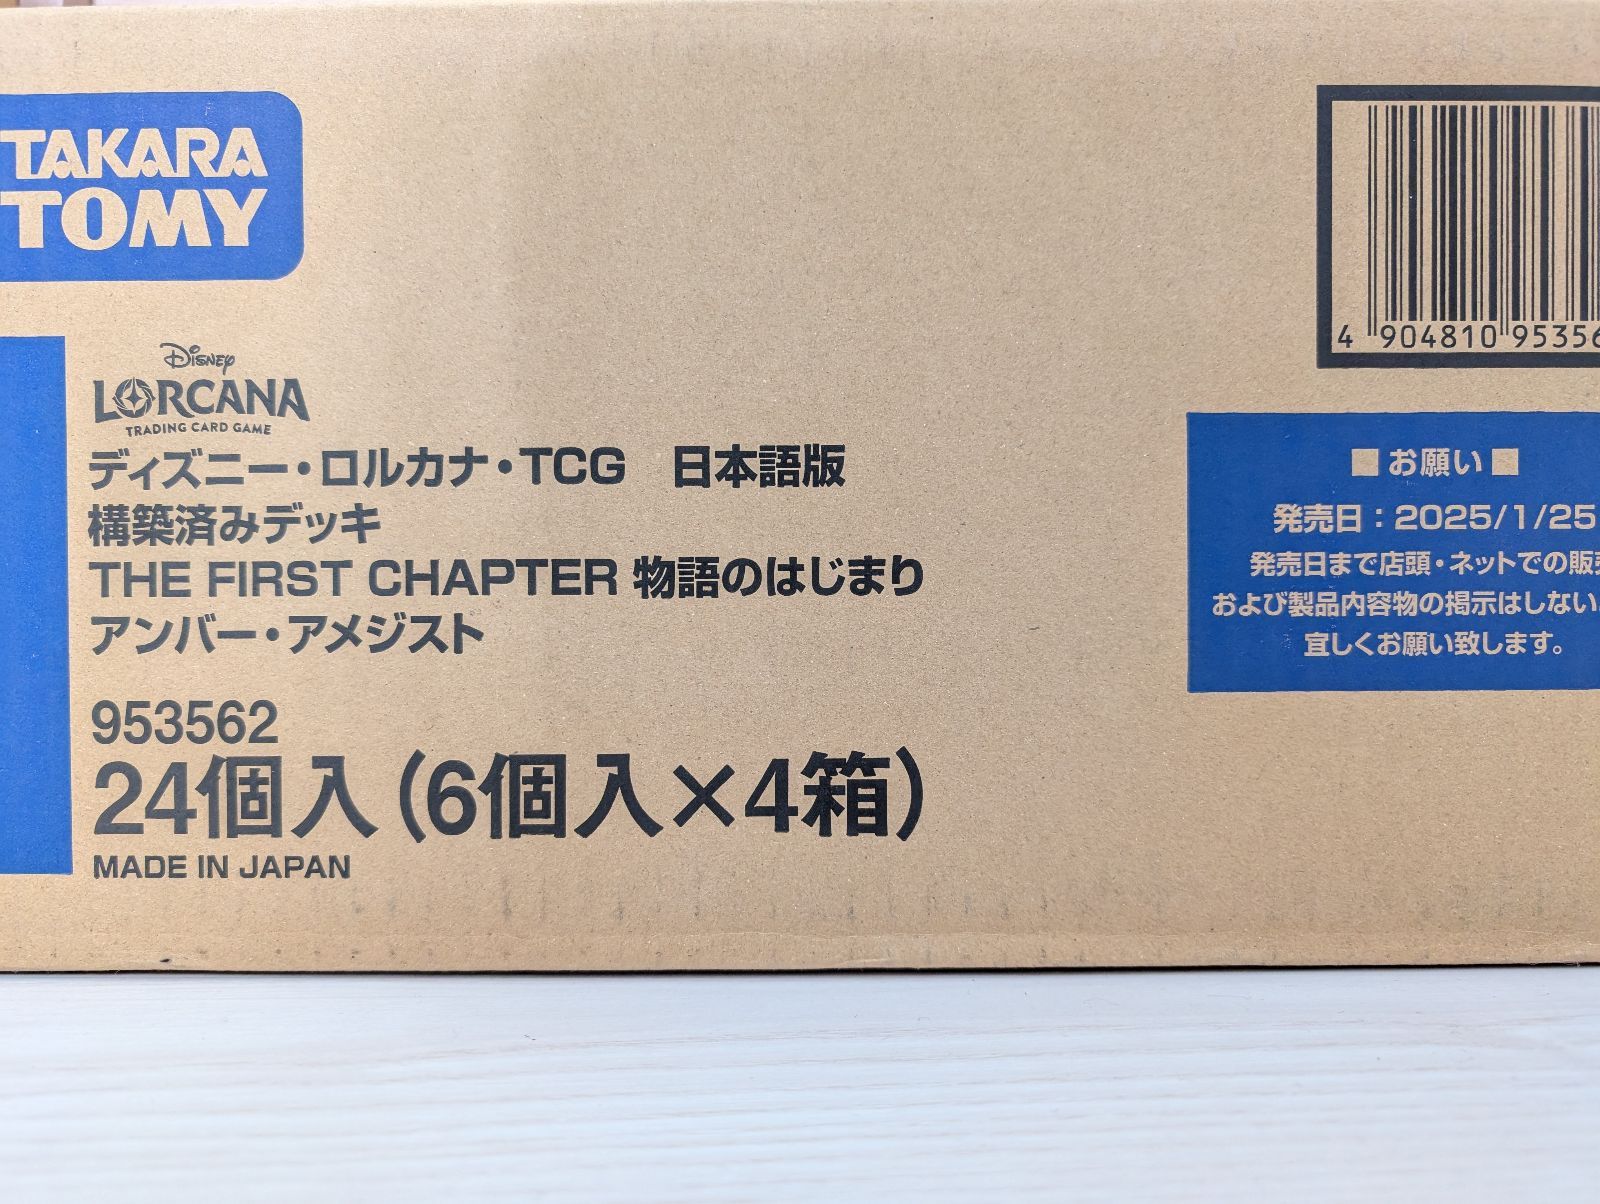 TAKARA
TOMY
Disney
LORCANA
TRADING CARD GAME
ディズニー・ロルカナ・TCG 日本語版
構築済みデッキ
THE FIRST CHAPTER 物語のはじまり
アンバー・アメジスト
953562
24個入(6個入×4箱)
MADE IN JAPAN
4 904810 95356
■お願い■
発売日：2025/1/25
発売日まで店頭・ネットでの販売
および製品内容物の掲示はしない
宜しくお願い致します。